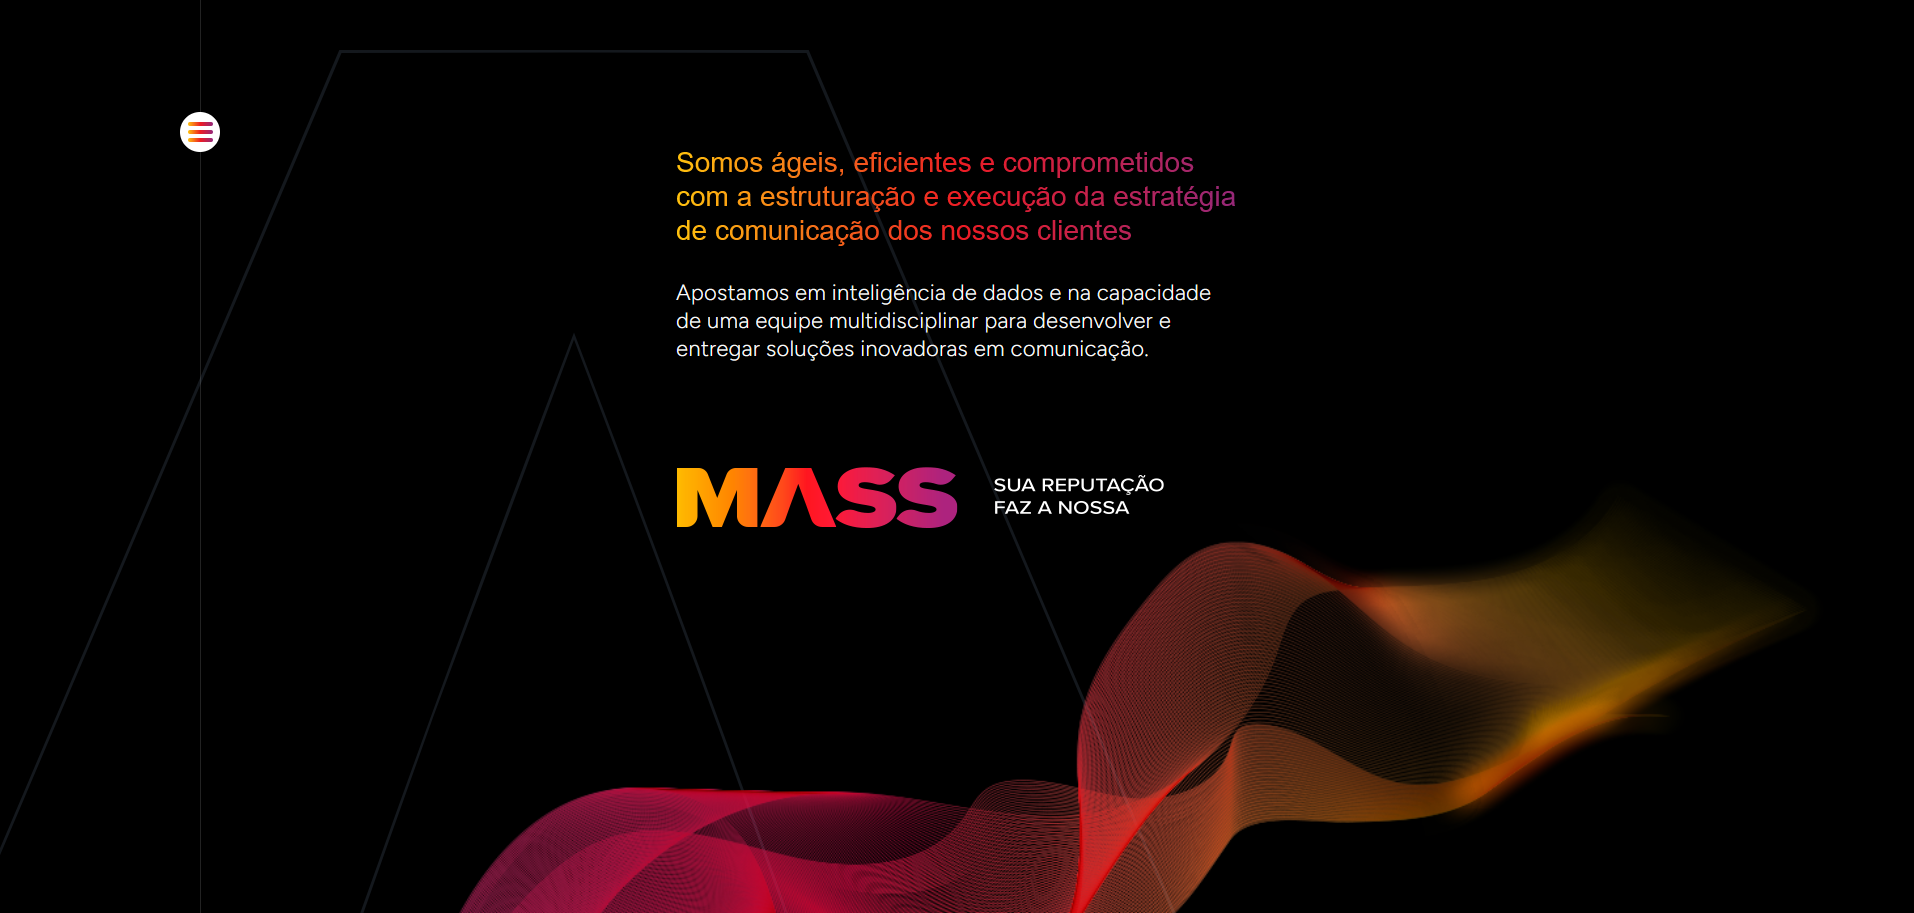 Somos ágeis, eficientes e comprometidos
com a estruturação e execução da estratégia
de comunicação dos nossos clientes
Apostamos em inteligência de dados e na capacidade
de uma equipe multidisciplinar para desenvolver e
entregar soluções inovadoras em comunicação.
MASS
SUA REPUTAÇÃO
FAZ A NOSSA